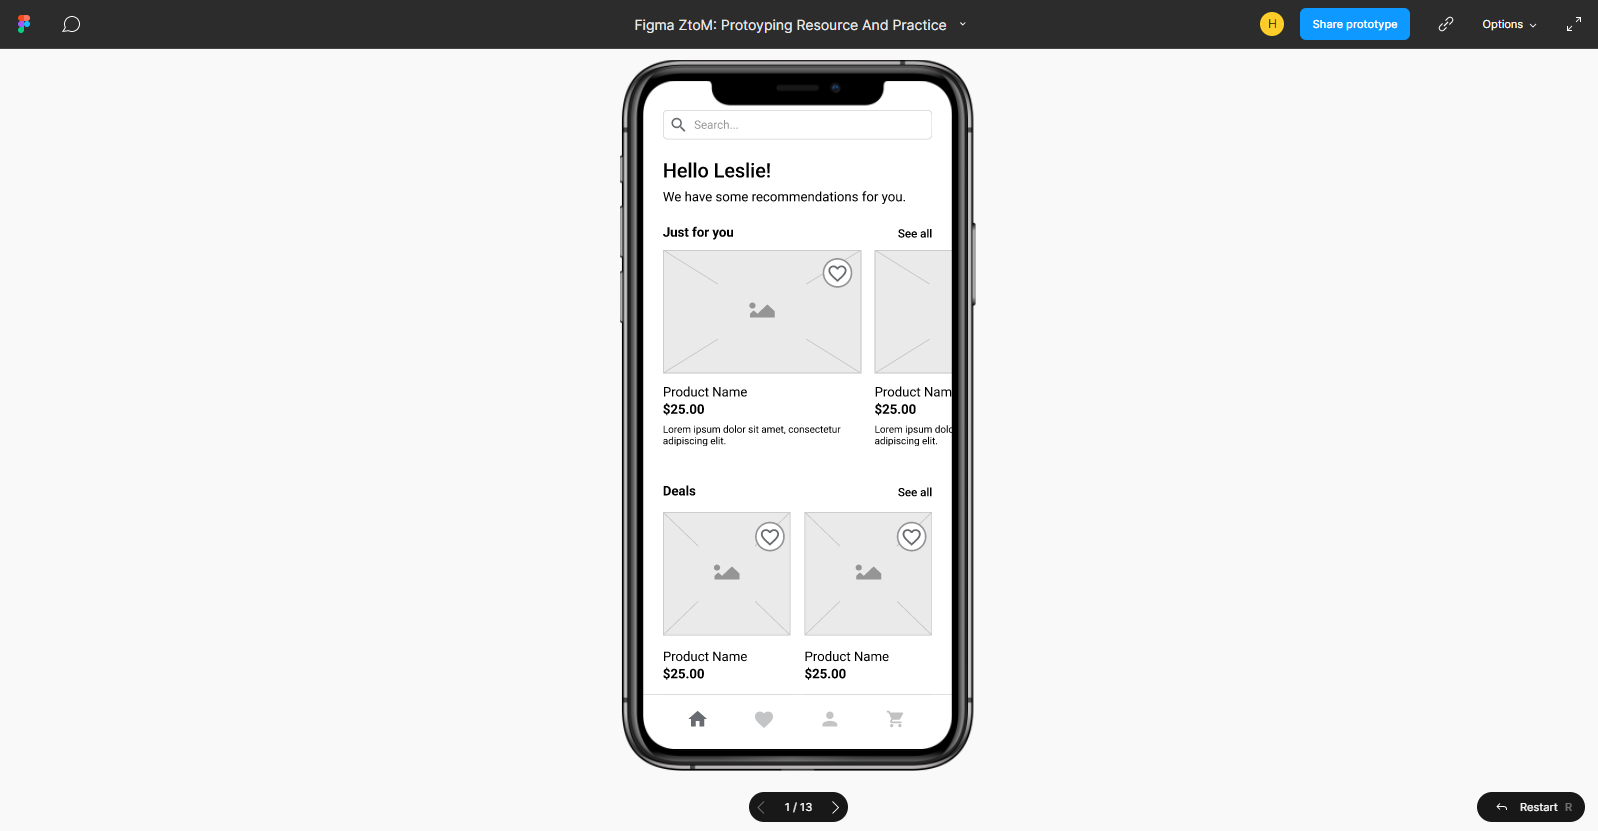 Figma ZtoM: Protoyping Resource And Practice
H
Share prototype
Options
Search...
Hello Leslie!
We have some recommendations for you.
Just for you
See all
Product Name
$25.00
Lorem ipsum dolor sit amet, consectetur
adipiscing elit.
Product Nam
$25.00
Lorem ipsum dolo
adipiscing elit.
Deals
See all
Product Name
$25.00
Product Name
$25.00
1 / 13
Restart R